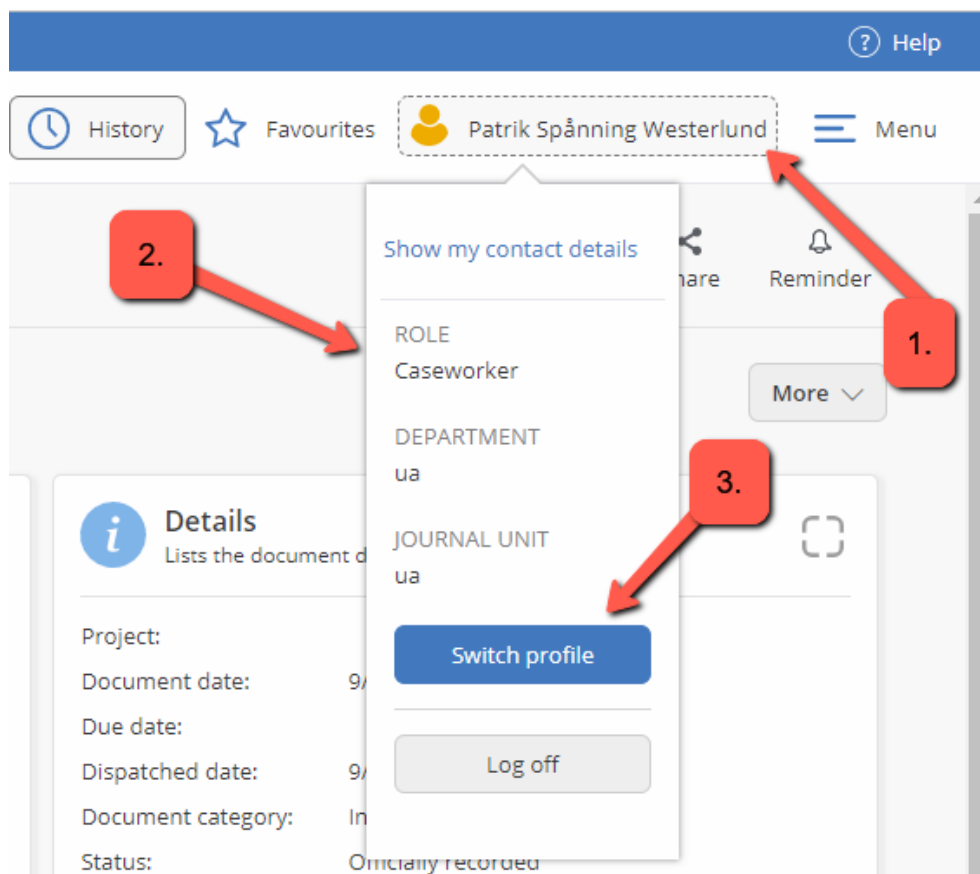 ? Help
History Favourites Patrik Spånning Westerlund Menu
2.
Show my contact details
Reminder
1.
ROLE
Caseworker
More
DEPARTMENT
ua
3.
Details
Lists the document
JOURNAL UNIT
ua
Project:
Switch profile
Document date: 9/
Due date:
Log off
Dispatched date: 9/
Document category: In
Status: Officially recorded